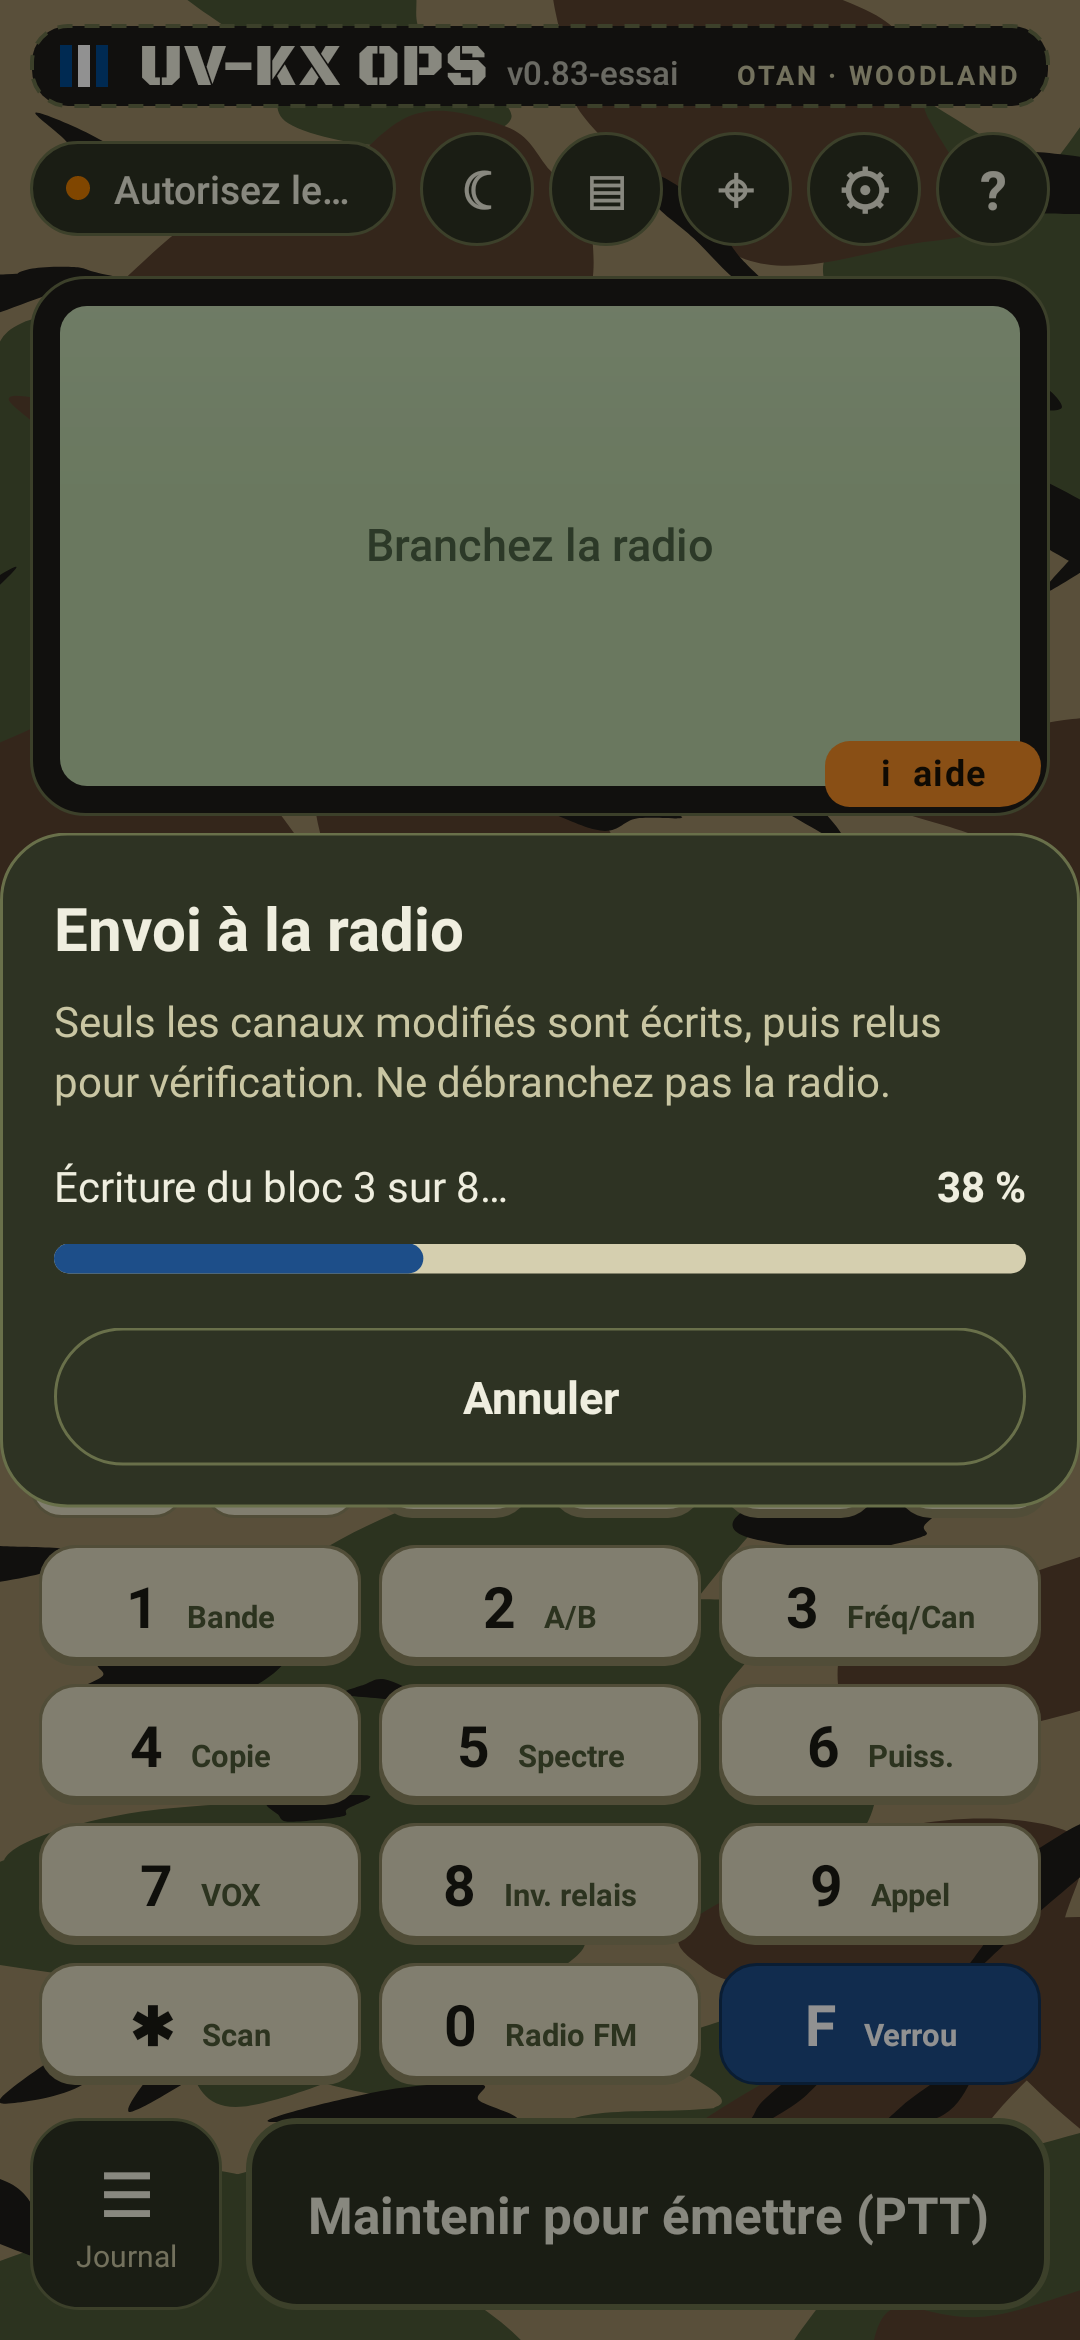 UV-KX OPS v0.83-essai OTAN · WOODLAND
Autorisez le… ?
Branchez la radio
i aide
Envoi à la radio
Seuls les canaux modifiés sont écrits, puis relus
pour vérification. Ne débranchez pas la radio.
Écriture du bloc 3 sur 8… 38 %
Annuler
1 Bande 2 A/B 3 Fréq/Can
4 Copie 5 Spectre 6 Puiss.
7 VOX 8 Inv. relais 9 Appel
✱ Scan 0 Radio FM F Verrou
Journal
Maintenir pour émettre (PTT)